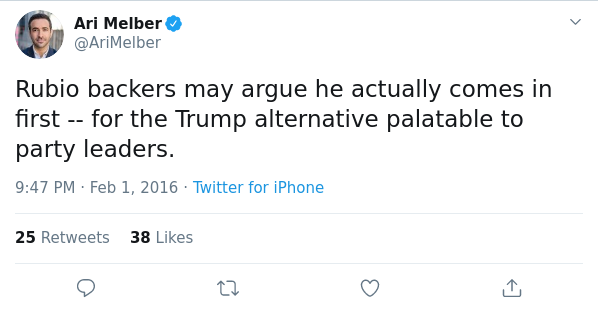 Ari Melber
@AriMelber
Rubio backers may argue he actually comes in
first -- for the Trump alternative palatable to
party leaders.
9:47 PM · Feb 1, 2016 · Twitter for iPhone
25 Retweets 38 Likes